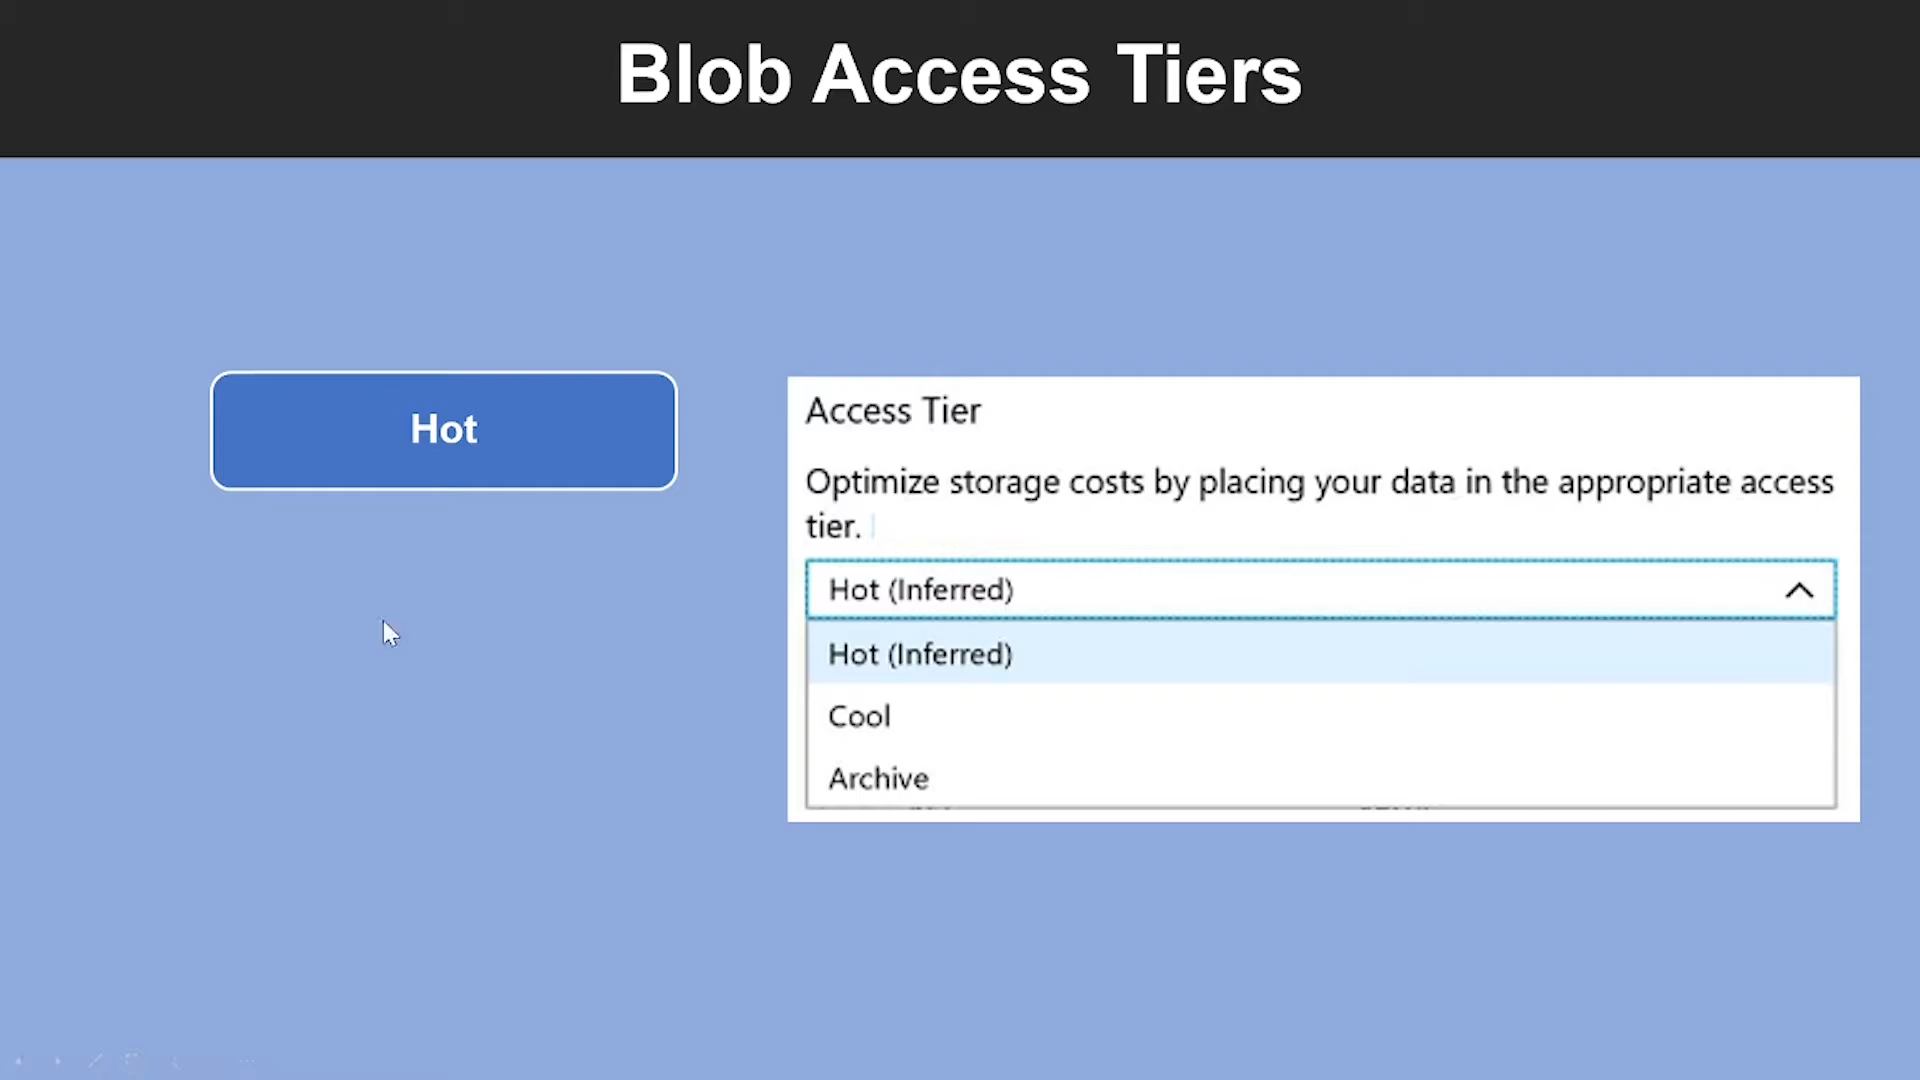 Blob Access Tiers
Hot
Access Tier
Optimize storage costs by placing your data in the appropriate access
tier.
Hot (Inferred)
Hot (Inferred)
Cool
Archive